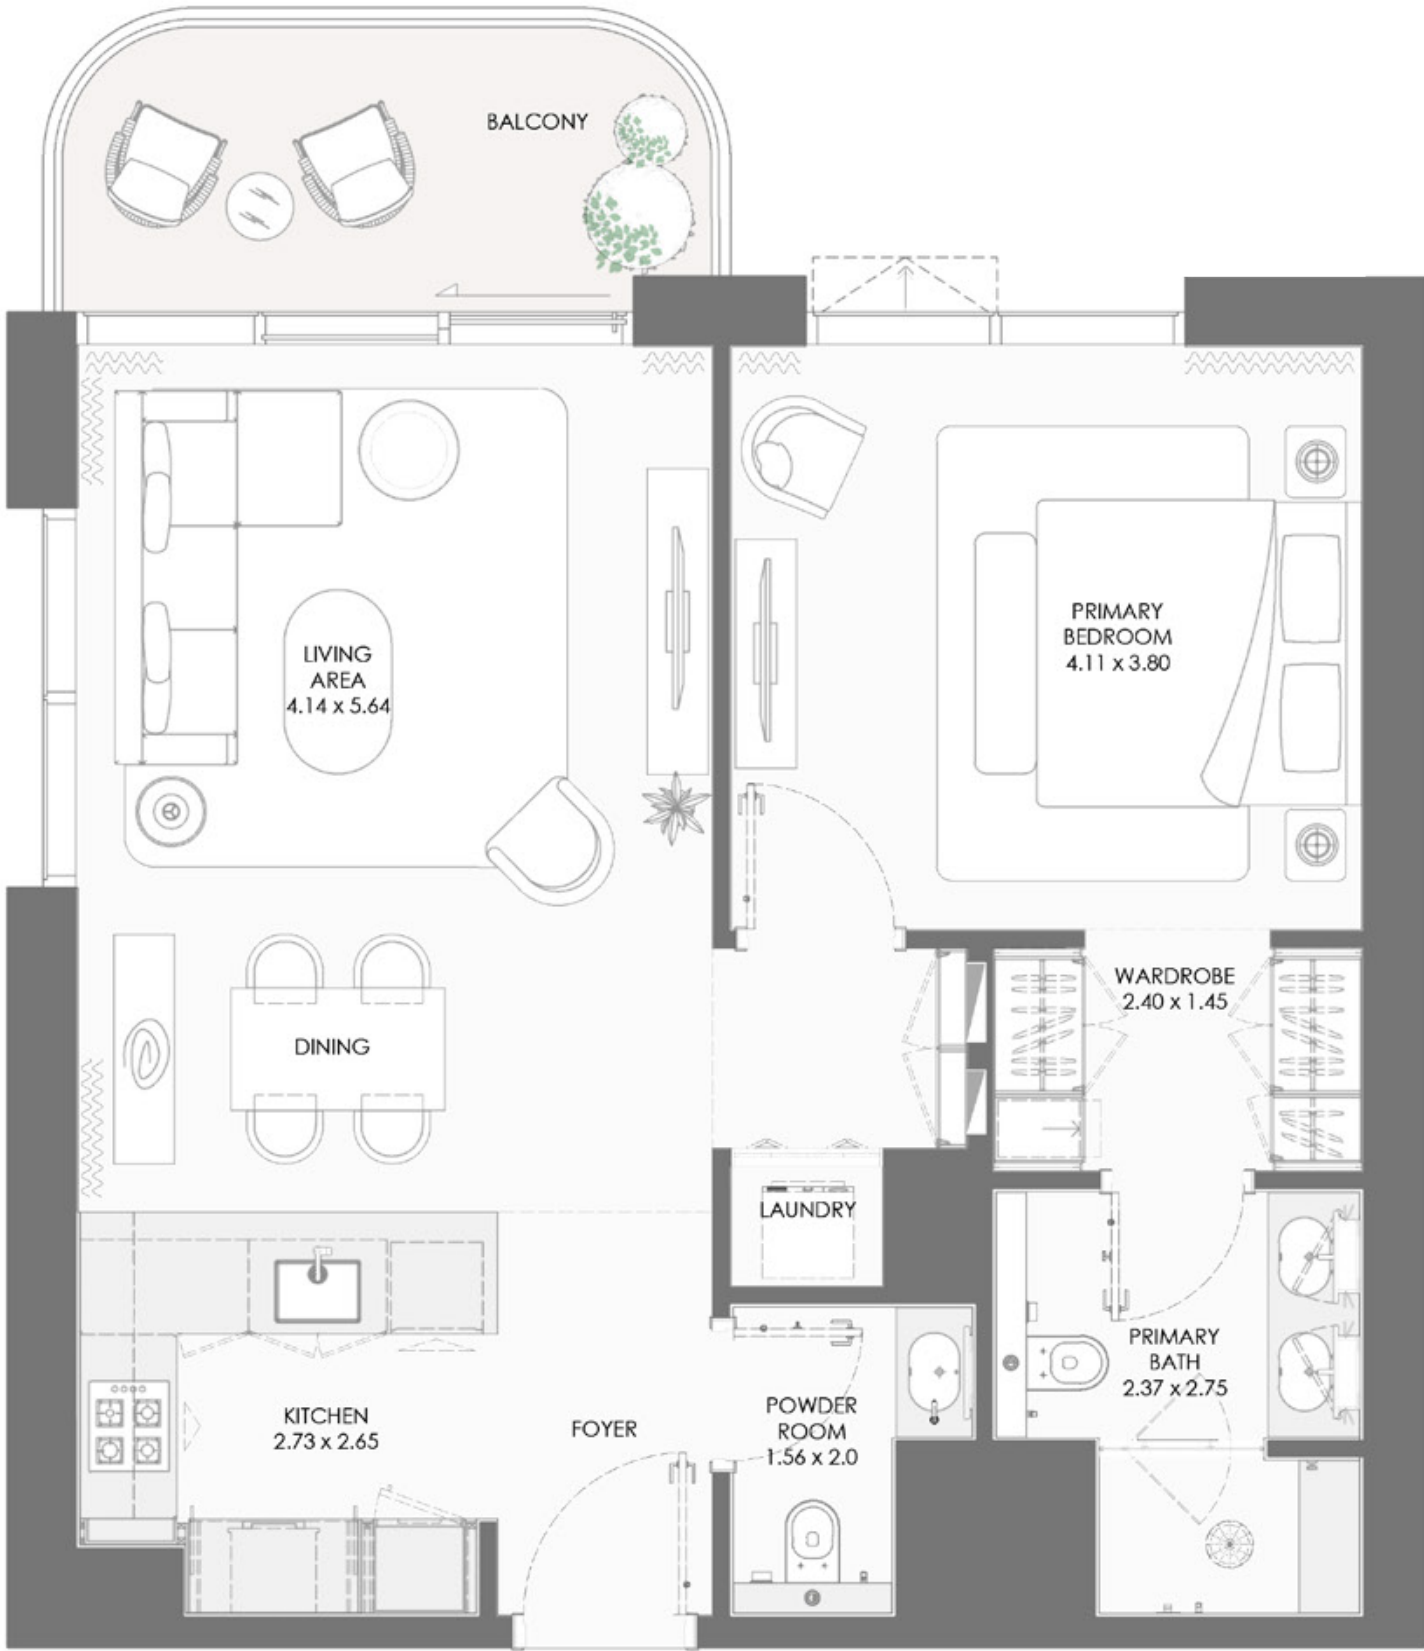 BALCONY
LIVING
AREA
4.14 x 5.64
PRIMARY
BEDROOM
4.11 x 3.80
DINING
WARDROBE
2.40 x 1.45
LAUNDRY
KITCHEN
2.73 x 2.65
FOYER
POWDER
ROOM
1.56 x 2.0
PRIMARY
BATH
2.37 x 2.75